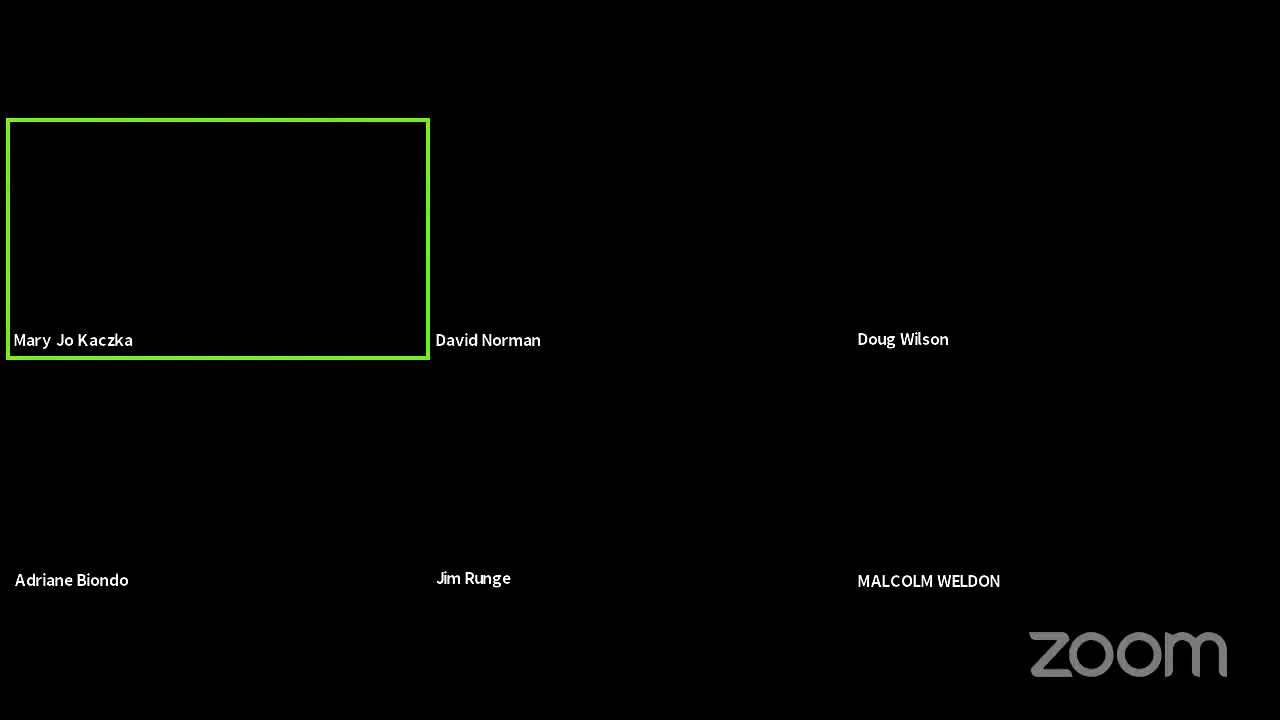 Mary Jo Kaczka
David Norman
Doug Wilson
Adriane Biondo
Jim Runge
MALCOLM WELDON
zoom